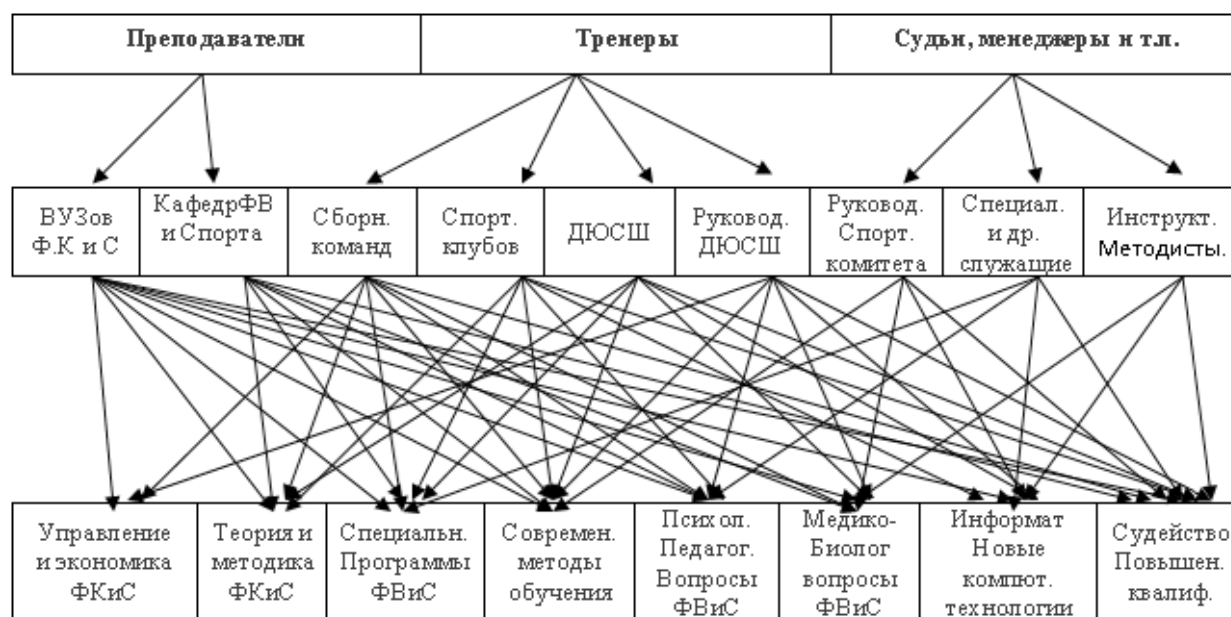 Преподаватели
Тренеры
Судьи, менеджеры и т.п.
ВУЗов
Ф.К и С
КафедрФВ
и Спорта
Сборн.
команд
Спорт.
клубов
ДЮСШ
Руковод.
ДЮСШ
Руковод.
Спорт.
комитета
Специал.
и др.
служащие
Инструкт.
Методисты.
Управление
и экономика
ФКиС
Теория и
методика
ФКиС
Специальн.
Программы
ФВиС
Современ.
методы
обучения
Психол.
Педагог.
Вопросы
ФВиС
Медико-
Биолог
вопросы
ФВиС
Информат
Новые
компют.
технологии
Судейство
Повышен.
квалиф.